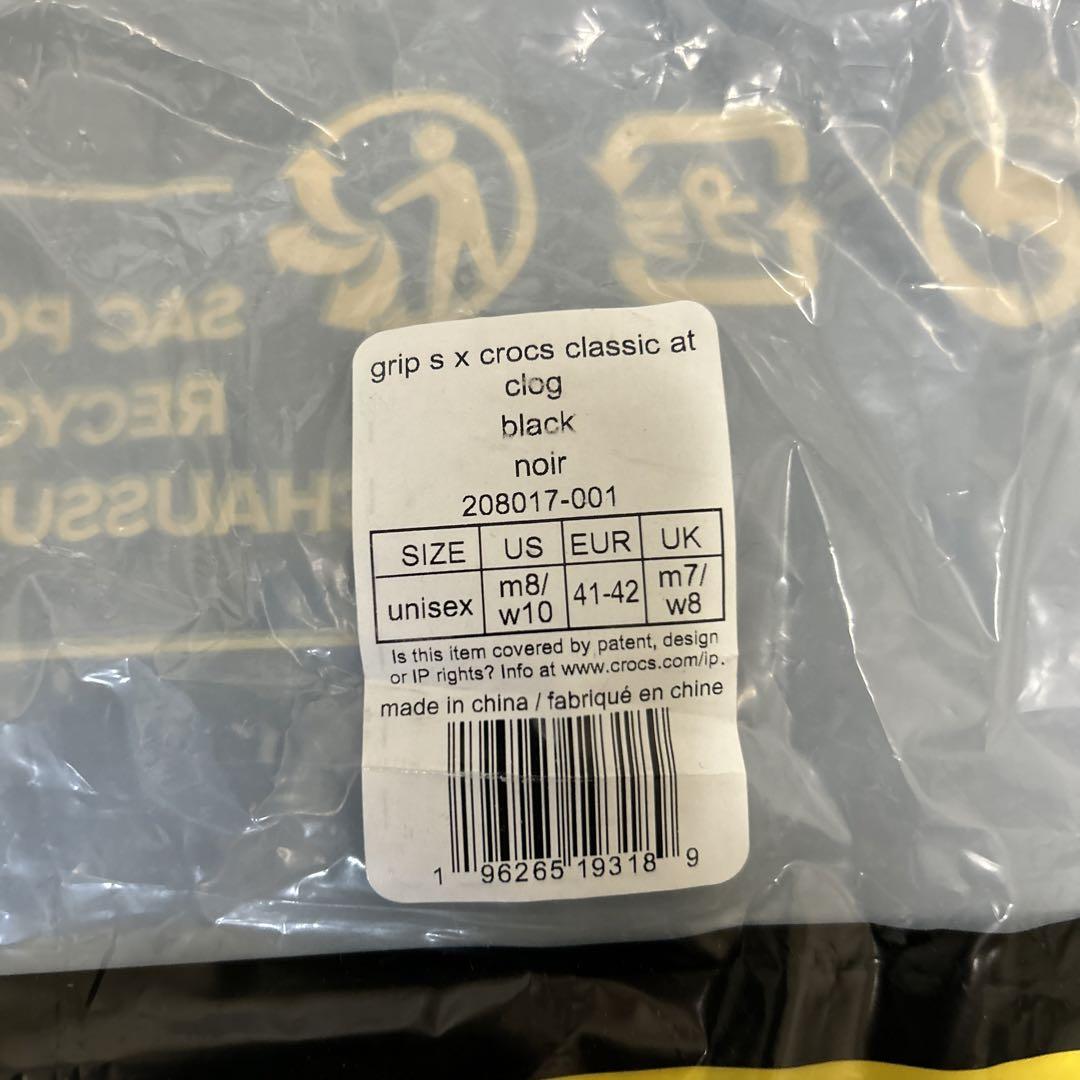 grip s x crocs classic at
clog
black
noir
208017-001
SIZE US EUR UK
unisex m8/ w10 41-42 m7/ w8
Is this item covered by patent, design
or IP rights? Info at www.crocs.com/ip.
made in china / fabriqué en chine
1 96265 19318 9
SAC PO
RECYC
CHAUSSU